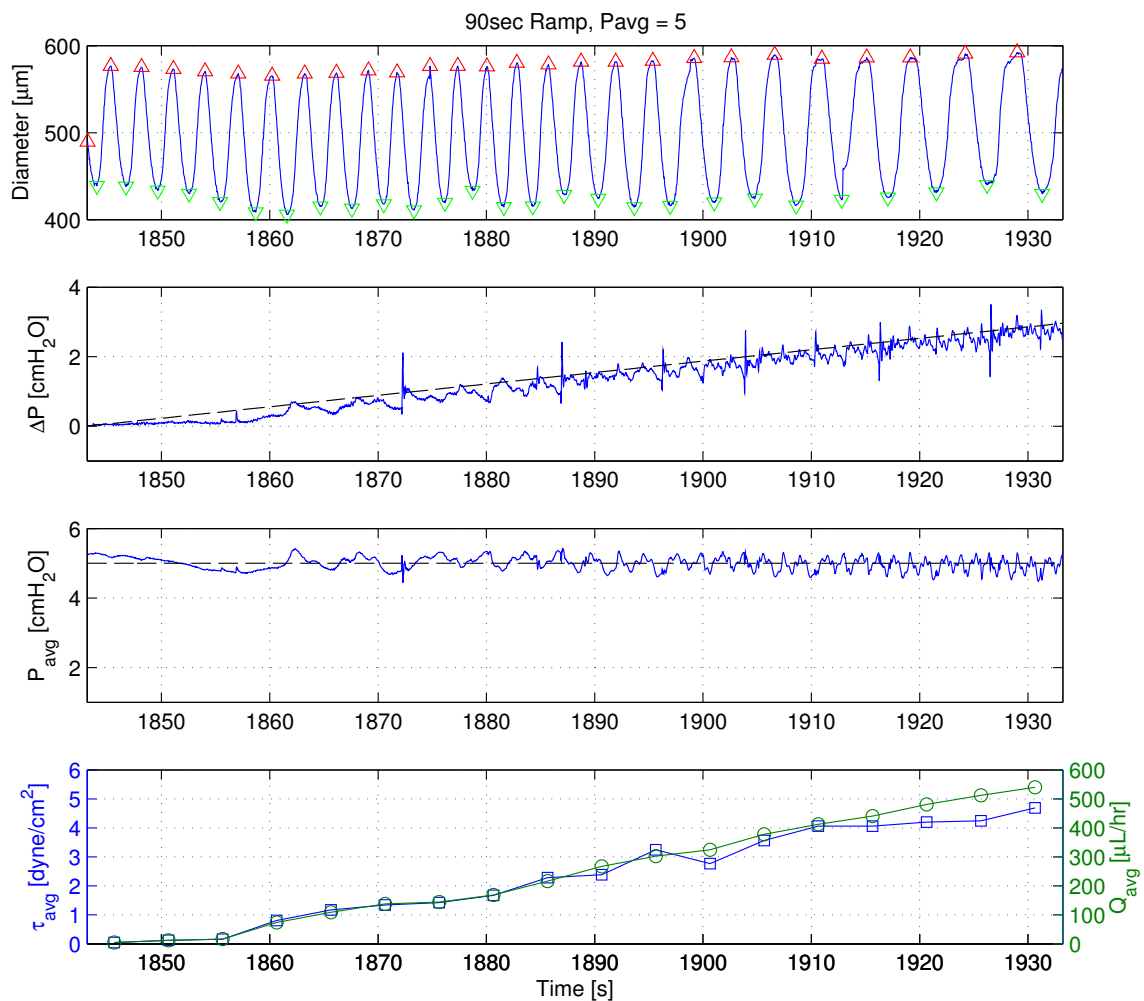 90sec Ramp, Pavg = 5
Diameter [µm]
600
500
400
1850 1860 1870 1880 1890 1900 1910 1920 1930
ΔP [cmH2O]
4
2
0
1850 1860 1870 1880 1890 1900 1910 1920 1930
Pavg [cmH2O]
6
4
2
1850 1860 1870 1880 1890 1900 1910 1920 1930
τavg [dyne/cm2]
6
5
4
3
2
1
0
600
500
400
300
200
100
0
Qavg [µL/hr]
1850 1860 1870 1880 1890 1900 1910 1920 1930
Time [s]